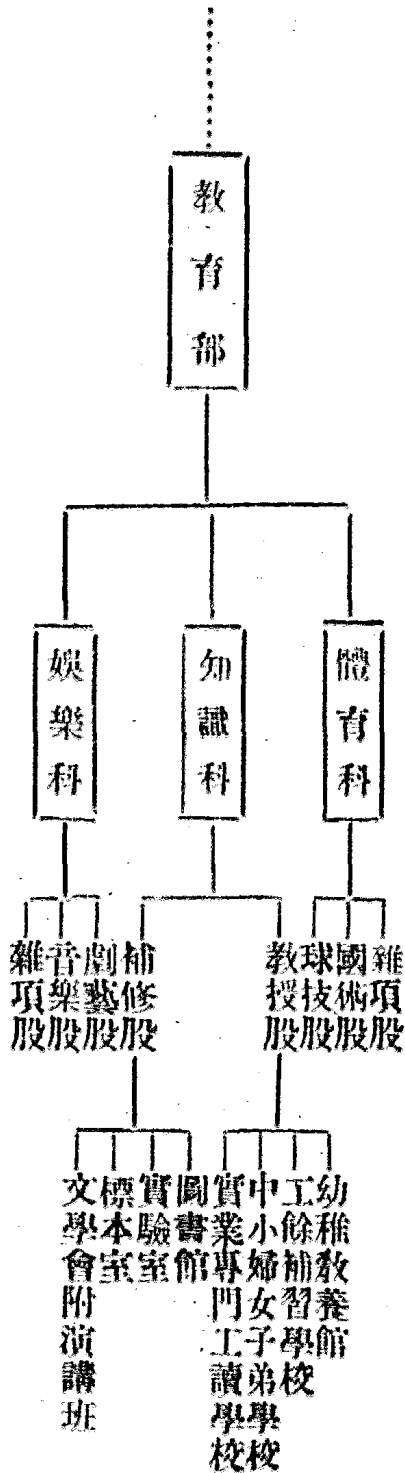 教育部
體育科
知識科
娛樂科
雜項股
國術股
球技股
教授股
補修股
劇藝股
音樂股
雜項股
幼稚教養館
工餘補習學校
中小婦女子弟學校
實業專門工讀學校
圖書館
實驗室
標本室
文學會附演講班